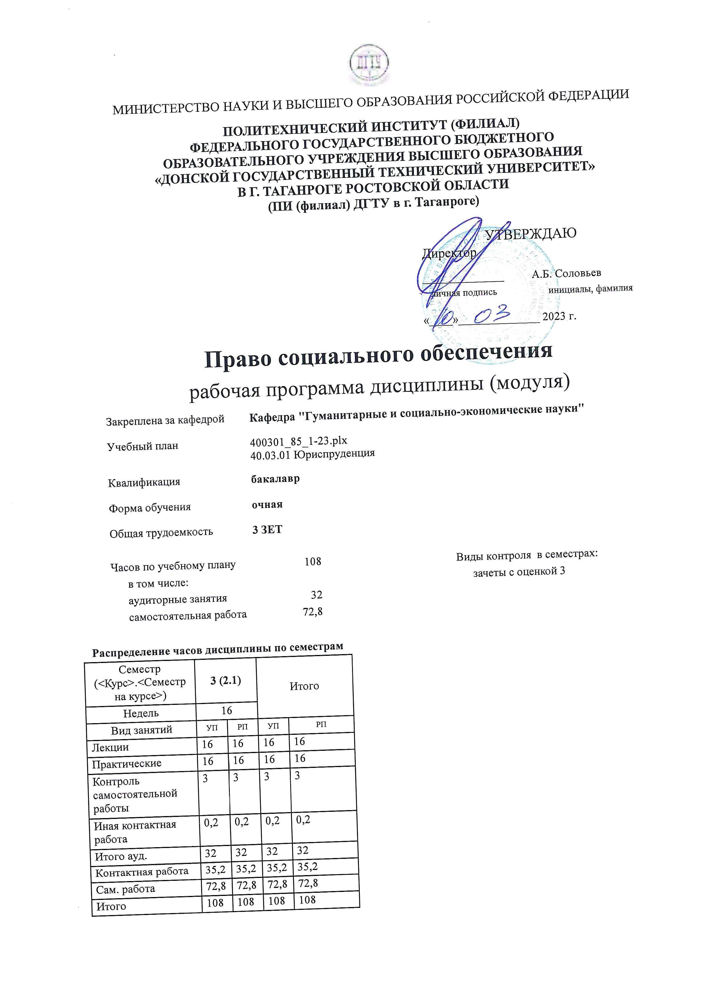 ДГТУ
МИНИСТЕРСТВО НАУКИ И ВЫСШЕГО ОБРАЗОВАНИЯ РОССИЙСКОЙ ФЕДЕРАЦИИ
ПОЛИТЕХНИЧЕСКИЙ ИНСТИТУТ (ФИЛИАЛ)
ФЕДЕРАЛЬНОГО ГОСУДАРСТВЕННОГО БЮДЖЕТНОГО
ОБРАЗОВАТЕЛЬНОГО УЧРЕЖДЕНИЯ ВЫСШЕГО ОБРАЗОВАНИЯ
«ДОНСКОЙ ГОСУДАРСТВЕННЫЙ ТЕХНИЧЕСКИЙ УНИВЕРСИТЕТ»
В Г. ТАГАНРОГЕ РОСТОВСКОЙ ОБЛАСТИ
(ПИ (филиал) ДГТУ в г. Таганроге)
УТВЕРЖДАЮ
Директор
______________ А.Б. Соловьев
личная подпись инициалы, фамилия
«10» 03 2023 г.
Право социального обеспечения
рабочая программа дисциплины (модуля)
Закреплена за кафедрой Кафедра "Гуманитарные и социально-экономические науки"
Учебный план 400301_85_1-23.plx
40.03.01 Юриспруденция
Квалификация бакалавр
Форма обучения очная
Общая трудоемкость 3 ЗЕТ
Часов по учебному плану 108 Виды контроля в семестрах:
в том числе: зачеты с оценкой 3
аудиторные занятия 32
самостоятельная работа 72,8
Распределение часов дисциплины по семестрам
Семестр
(<Курс>.<Семестр 3 (2.1) Итого
на курсе>)
Недель 16
Вид занятий УП РП УП РП
Лекции 16 16 16 16
Практические 16 16 16 16
Контроль 3 3 3 3
самостоятельной
работы
Иная контактная 0,2 0,2 0,2 0,2
работа
Итого ауд. 32 32 32 32
Контактная работа 35,2 35,2 35,2 35,2
Сам. работа 72,8 72,8 72,8 72,8
Итого 108 108 108 108